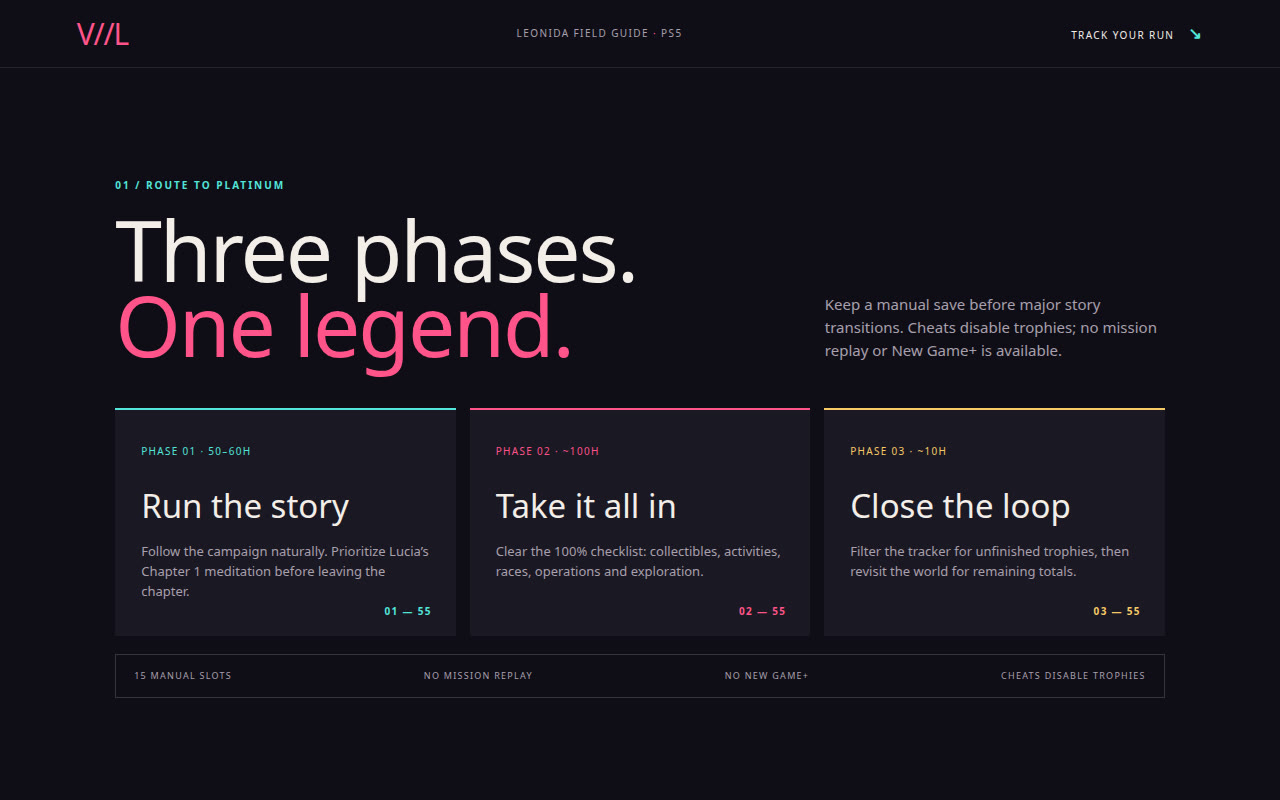 V//L
LEONIDA FIELD GUIDE · PS5
TRACK YOUR RUN ↘
01 / ROUTE TO PLATINUM
Three phases.
One legend.
Keep a manual save before major story
transitions. Cheats disable trophies; no mission
replay or New Game+ is available.
PHASE 01 · 50–60H
Run the story
Follow the campaign naturally. Prioritize Lucia’s
Chapter 1 meditation before leaving the
chapter.
01 — 55
PHASE 02 · ~100H
Take it all in
Clear the 100% checklist: collectibles, activities,
races, operations and exploration.
02 — 55
PHASE 03 · ~10H
Close the loop
Filter the tracker for unfinished trophies, then
revisit the world for remaining totals.
03 — 55
15 MANUAL SLOTS
NO MISSION REPLAY
NO NEW GAME+
CHEATS DISABLE TROPHIES